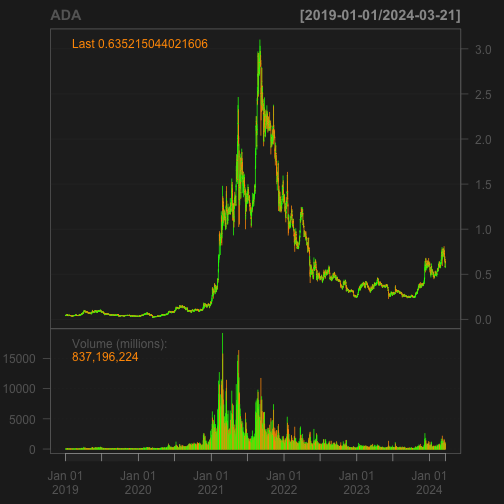 ADA [2019-01-01/2024-03-21]
Last 0.635215044021606
3.0
2.5
2.0
1.5
1.0
0.5
0.0
Volume (millions):
837,196,224
15000
10000
5000
0
Jan 01 Jan 01 Jan 01 Jan 01 Jan 01 Jan 01
2019 2020 2021 2022 2023 2024